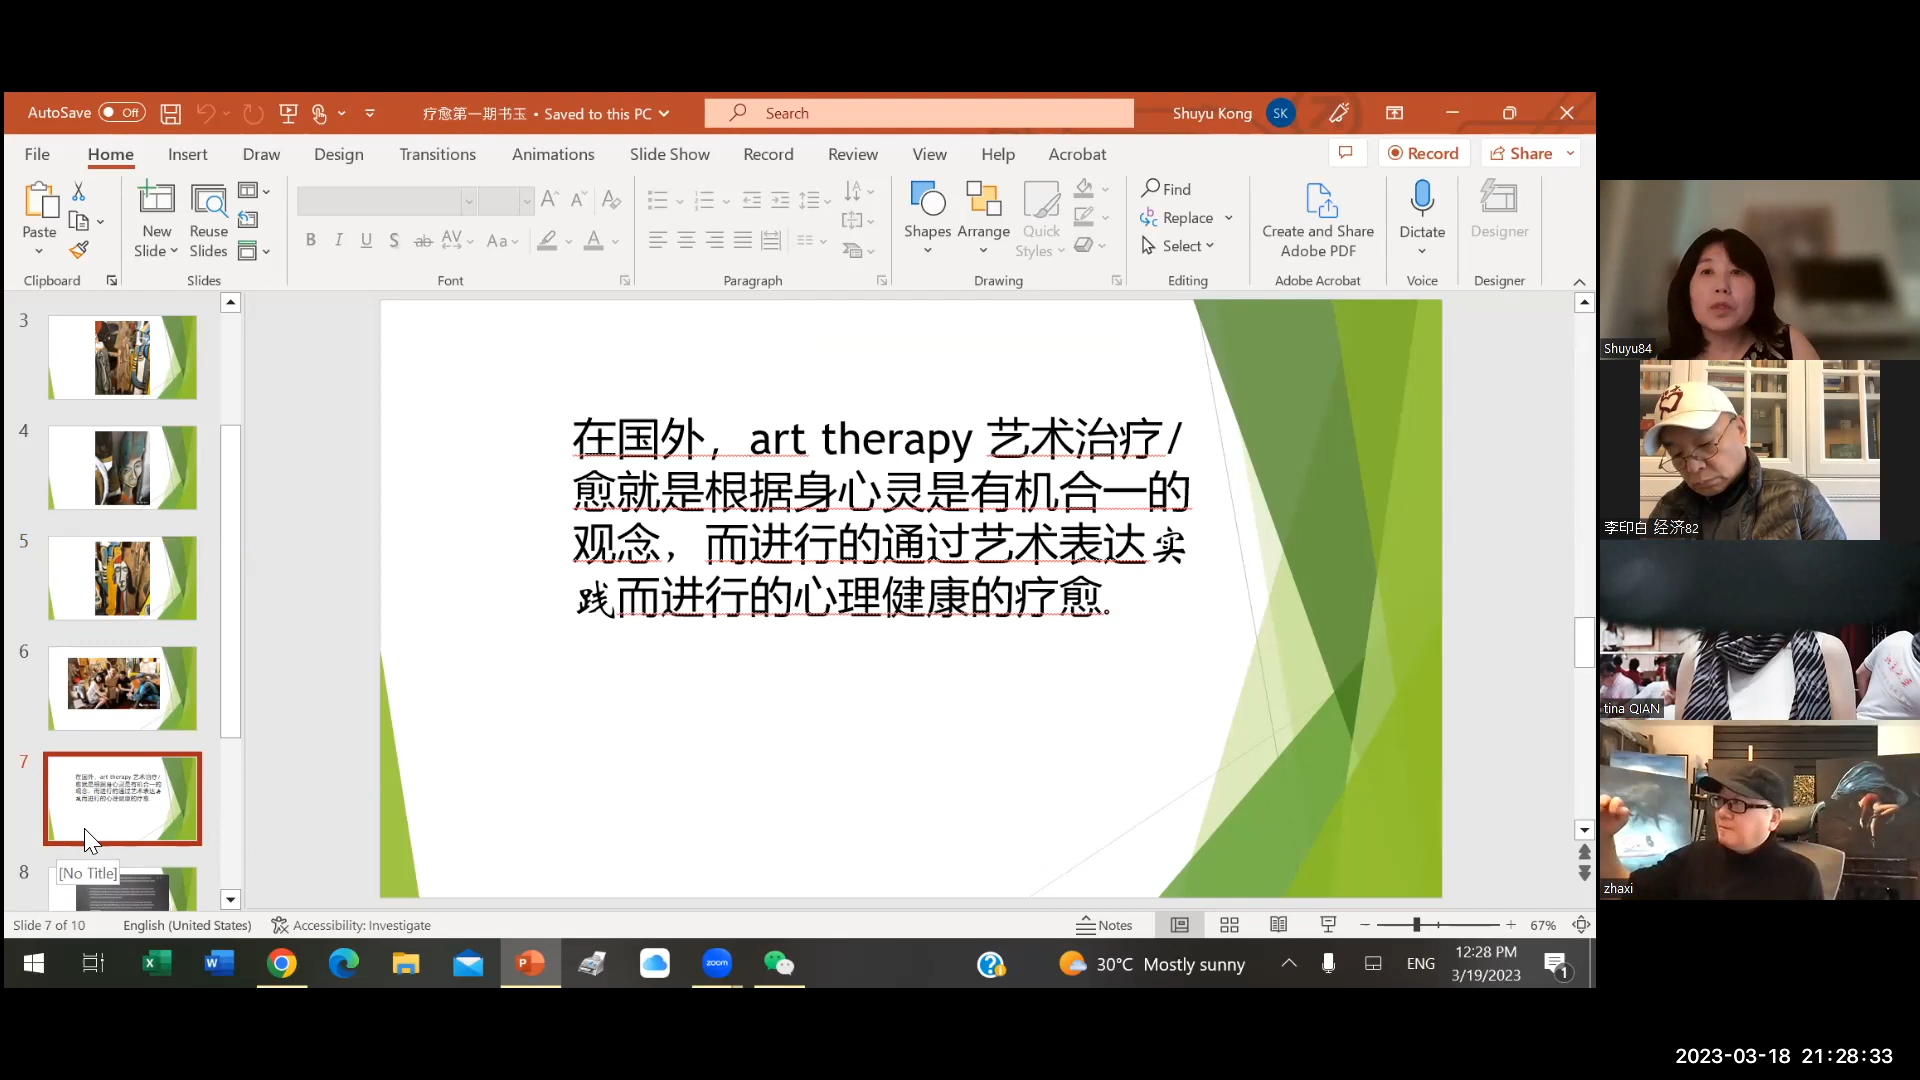 AutoSave Off
疗愈第一期书玉 • Saved to this PC
Search
Shuyu Kong SK
File Home Insert Draw Design Transitions Animations Slide Show Record Review View Help Acrobat
Record Share
Paste
New Slide
Reuse Slides
B I U S ab AV Aa A
Shapes Arrange Quick Styles
Find
Replace
Select
Create and Share Adobe PDF
Dictate
Designer
Clipboard Slides Font Paragraph Drawing Editing Adobe Acrobat Voice Designer
3
4
5
6
7
8
[No Title]
在国外，art therapy 艺术治疗/
愈就是根据身心灵是有机合一的
观念，而进行的通过艺术表达实
践而进行的心理健康的疗愈。
Shuyu84
李印白 经济82
tina QIAN
zhaxi
Slide 7 of 10 English (United States) Accessibility: Investigate Notes 67%
zoom
30°C Mostly sunny ENG
12:28 PM
3/19/2023
1
2023-03-18 21:28:33